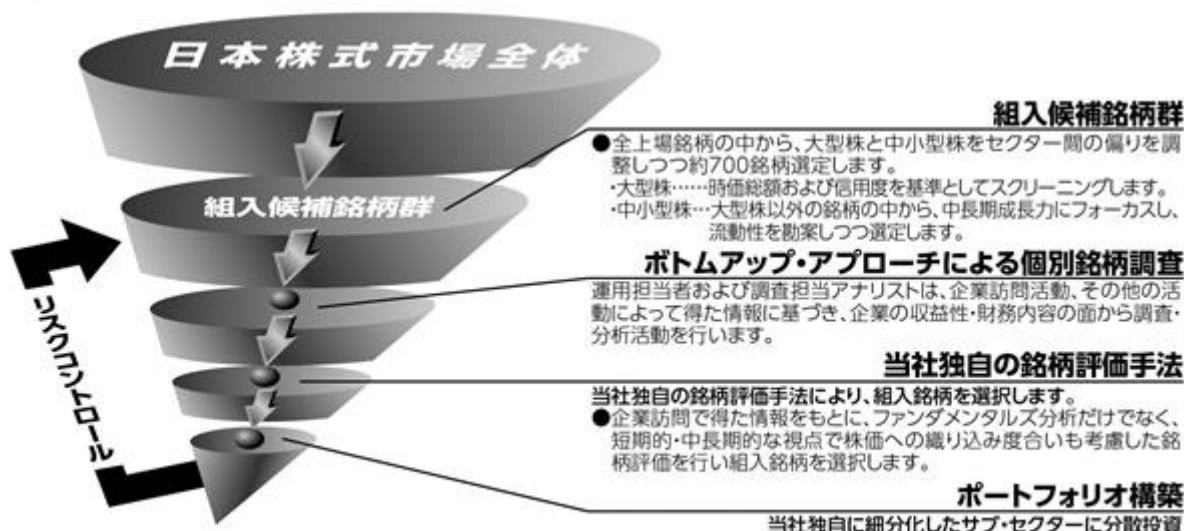 日本株式市場全体
組入候補銘柄群
リスクコントロール
組入候補銘柄群
●全上場銘柄の中から、大型株と中小型株をセクター間の偏りを調
整しつつ約700銘柄選定します。
・大型株……時価総額および信用度を基準としてスクリーニングします。
・中小型株…大型株以外の銘柄の中から、中長期成長力にフォーカスし、
流動性を勘案しつつ選定します。
ボトムアップ・アプローチによる個別銘柄調査
運用担当者および調査担当アナリストは、企業訪問活動、その他の活
動によって得た情報に基づき、企業の収益性・財務内容の面から調査・
分析活動を行います。
当社独自の銘柄評価手法
当社独自の銘柄評価手法により、組入銘柄を選択します。
●企業訪問で得た情報をもとに、ファンダメンタルズ分析だけでなく、
短期的・中長期的な視点で株価への織り込み度合いも考慮した銘
柄評価を行い組入銘柄を選択します。
ポートフォリオ構築
当社独自に細分化したサブ・セクターに分散投資